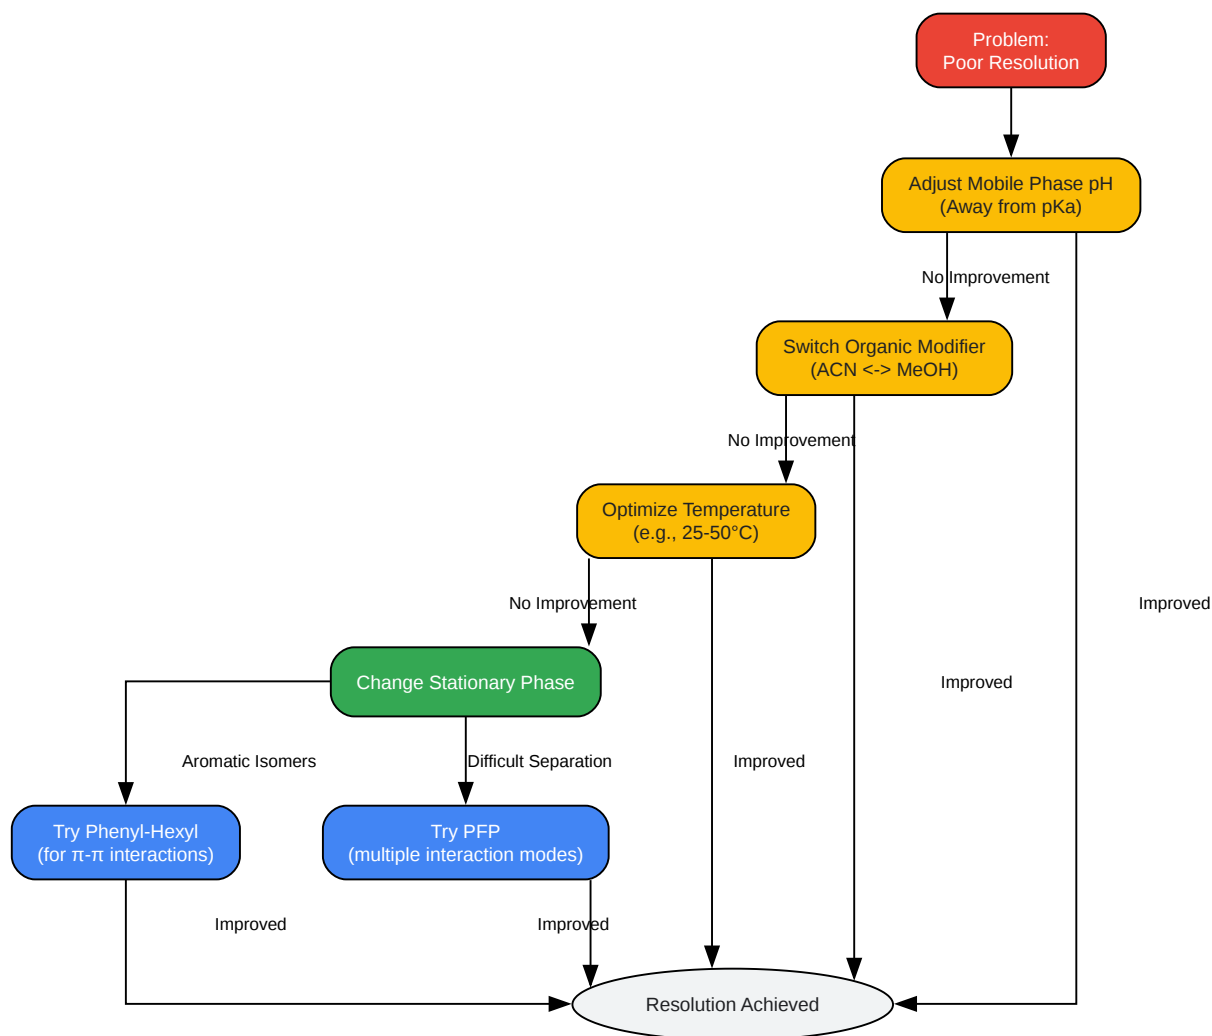 Problem:
Poor Resolution
Adjust Mobile Phase pH
(Away from pKa)
No Improvement
Switch Organic Modifier
(ACN <-> MeOH)
No Improvement
Optimize Temperature
(e.g., 25-50°C)
No Improvement
Improved
Change Stationary Phase
Improved
Aromatic Isomers
Difficult Separation
Improved
Try Phenyl-Hexyl
(for π-π interactions)
Try PFP
(multiple interaction modes)
Improved
Improved
Resolution Achieved